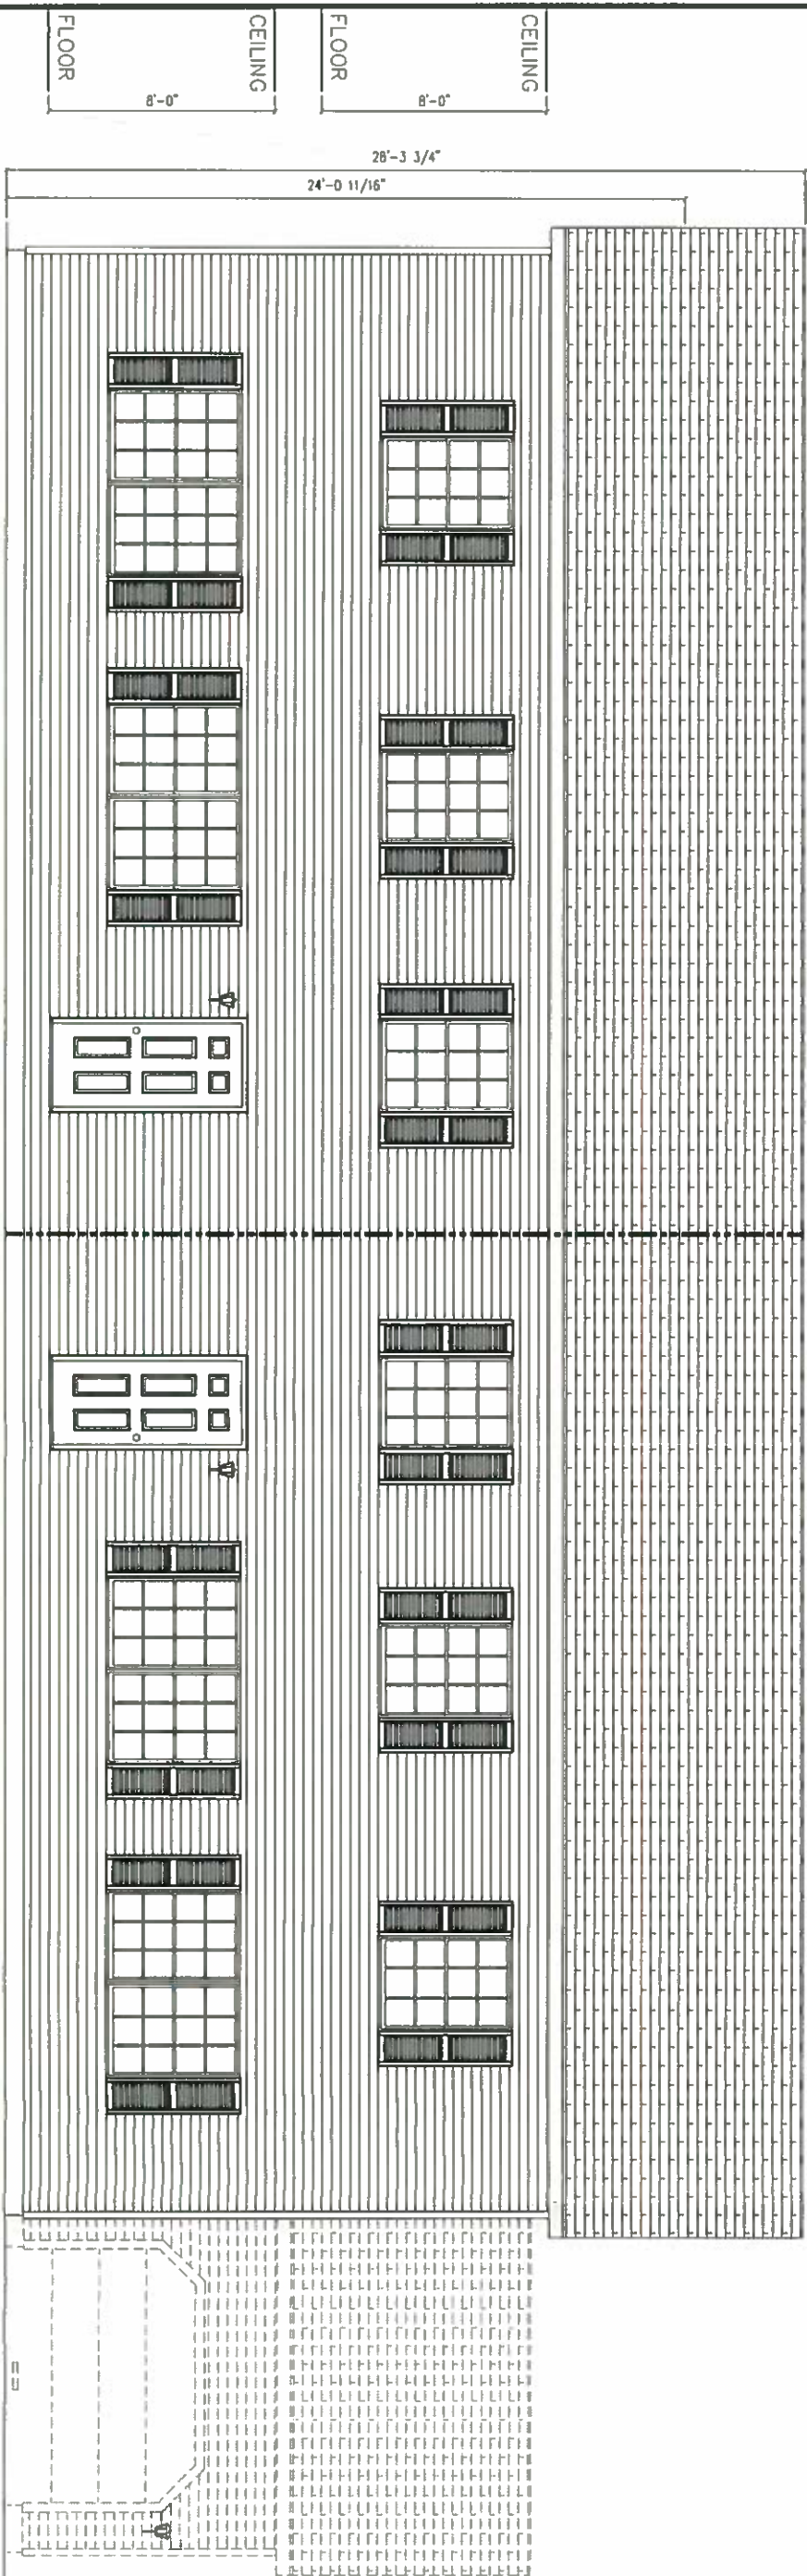 CEILING
8'-0"
FLOOR
CEILING
8'-0"
FLOOR
28'-3 3/4"
24'-0 11/16"